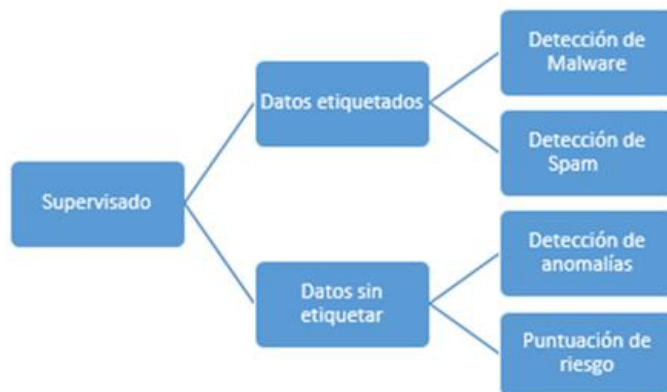 Supervisado
Datos etiquetados
Detección de
Malware
Detección de
Spam
Datos sin
etiquetar
Detección de
anomalías
Puntuación de
riesgo